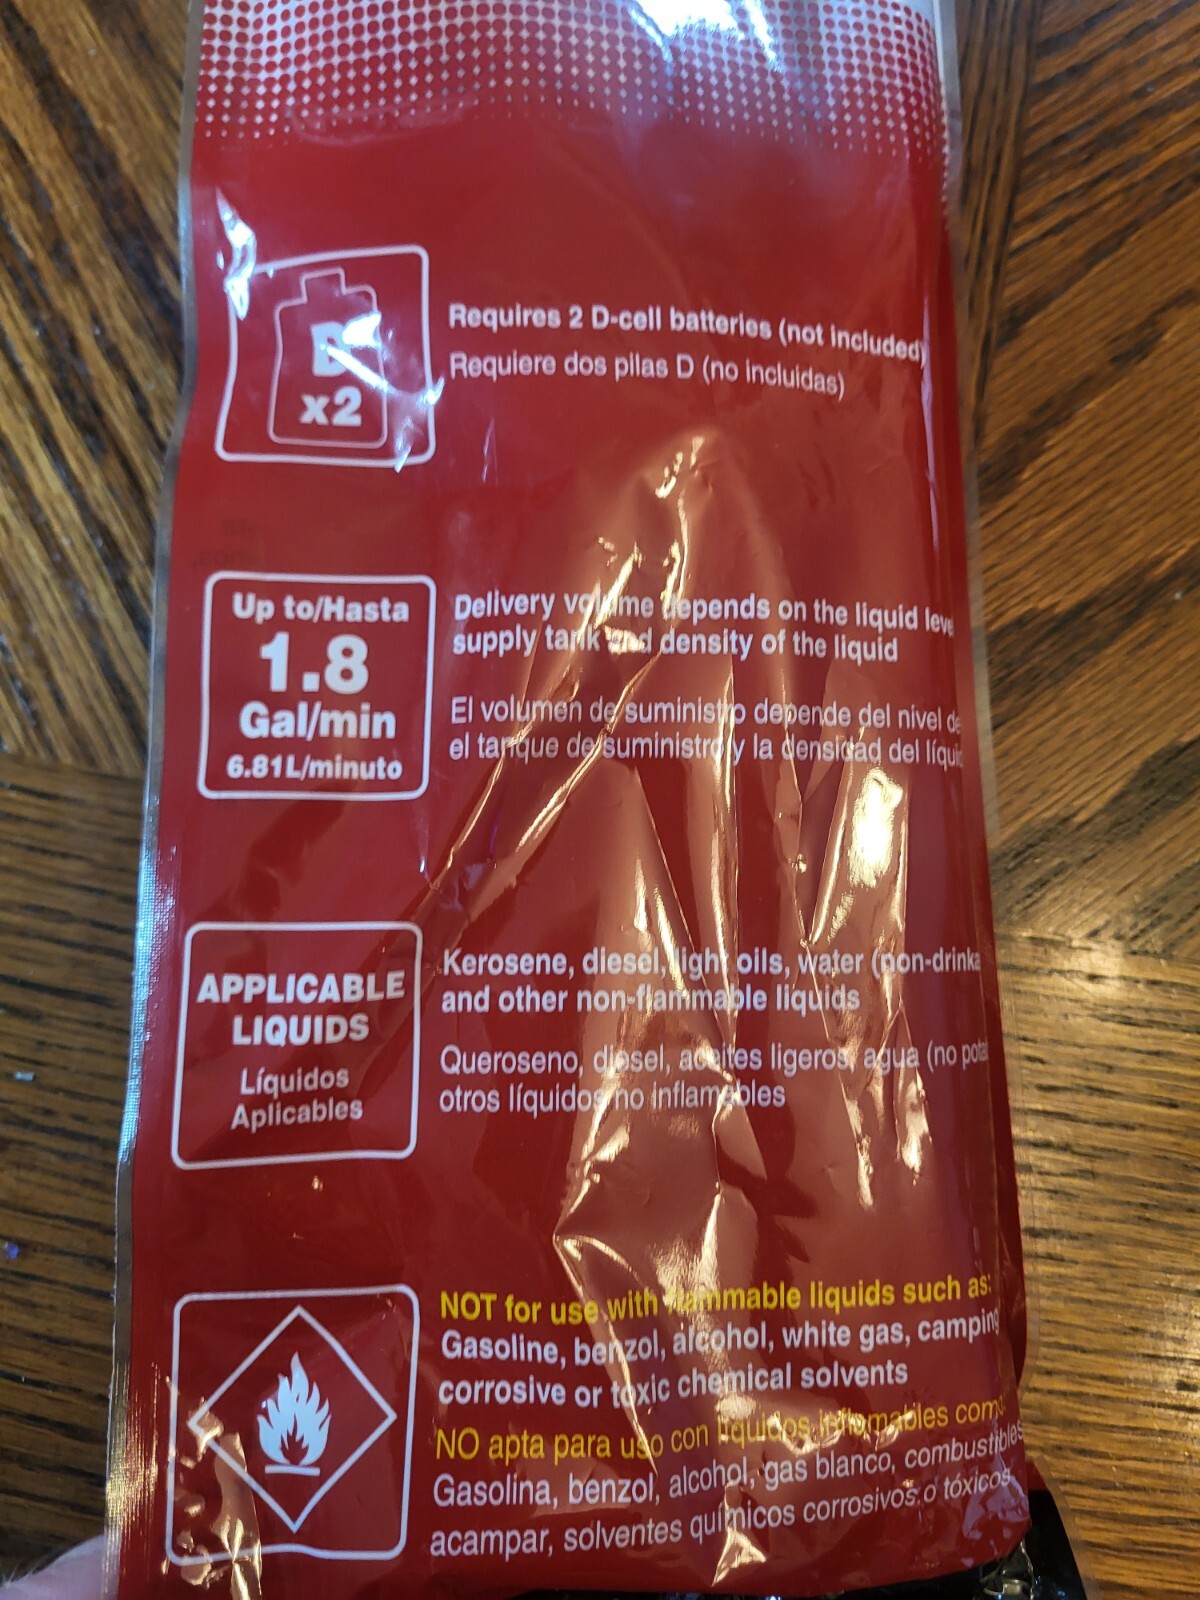 D
x2
Requires 2 D-cell batteries (not included)
Requiere dos pilas D (no incluidas)
Up to/Hasta
1.8
Gal/min
6.81L/minuto
Delivery volume depends on the liquid
supply tank and density of the liquid
El volumen de suministro depende del nivel
el tanque de suministro y la densidad del
APPLICABLE
LIQUIDS
Líquidos
Aplicables
Kerosene, diesel, light oils, water
and other non-flammable liquids
Queroseno, diesel, aceites ligeros, agua (no
otros líquidos no inflamables
NOT for use with flammable liquids such as:
Gasoline, benzol, alcohol, white gas, camping
corrosive or toxic chemical solvents
NO apta para uso con líquidos inflamables
Gasolina, benzol, alcohol, gas blanco, combustibles
acampar, solventes químicos corrosivos o tóxicos